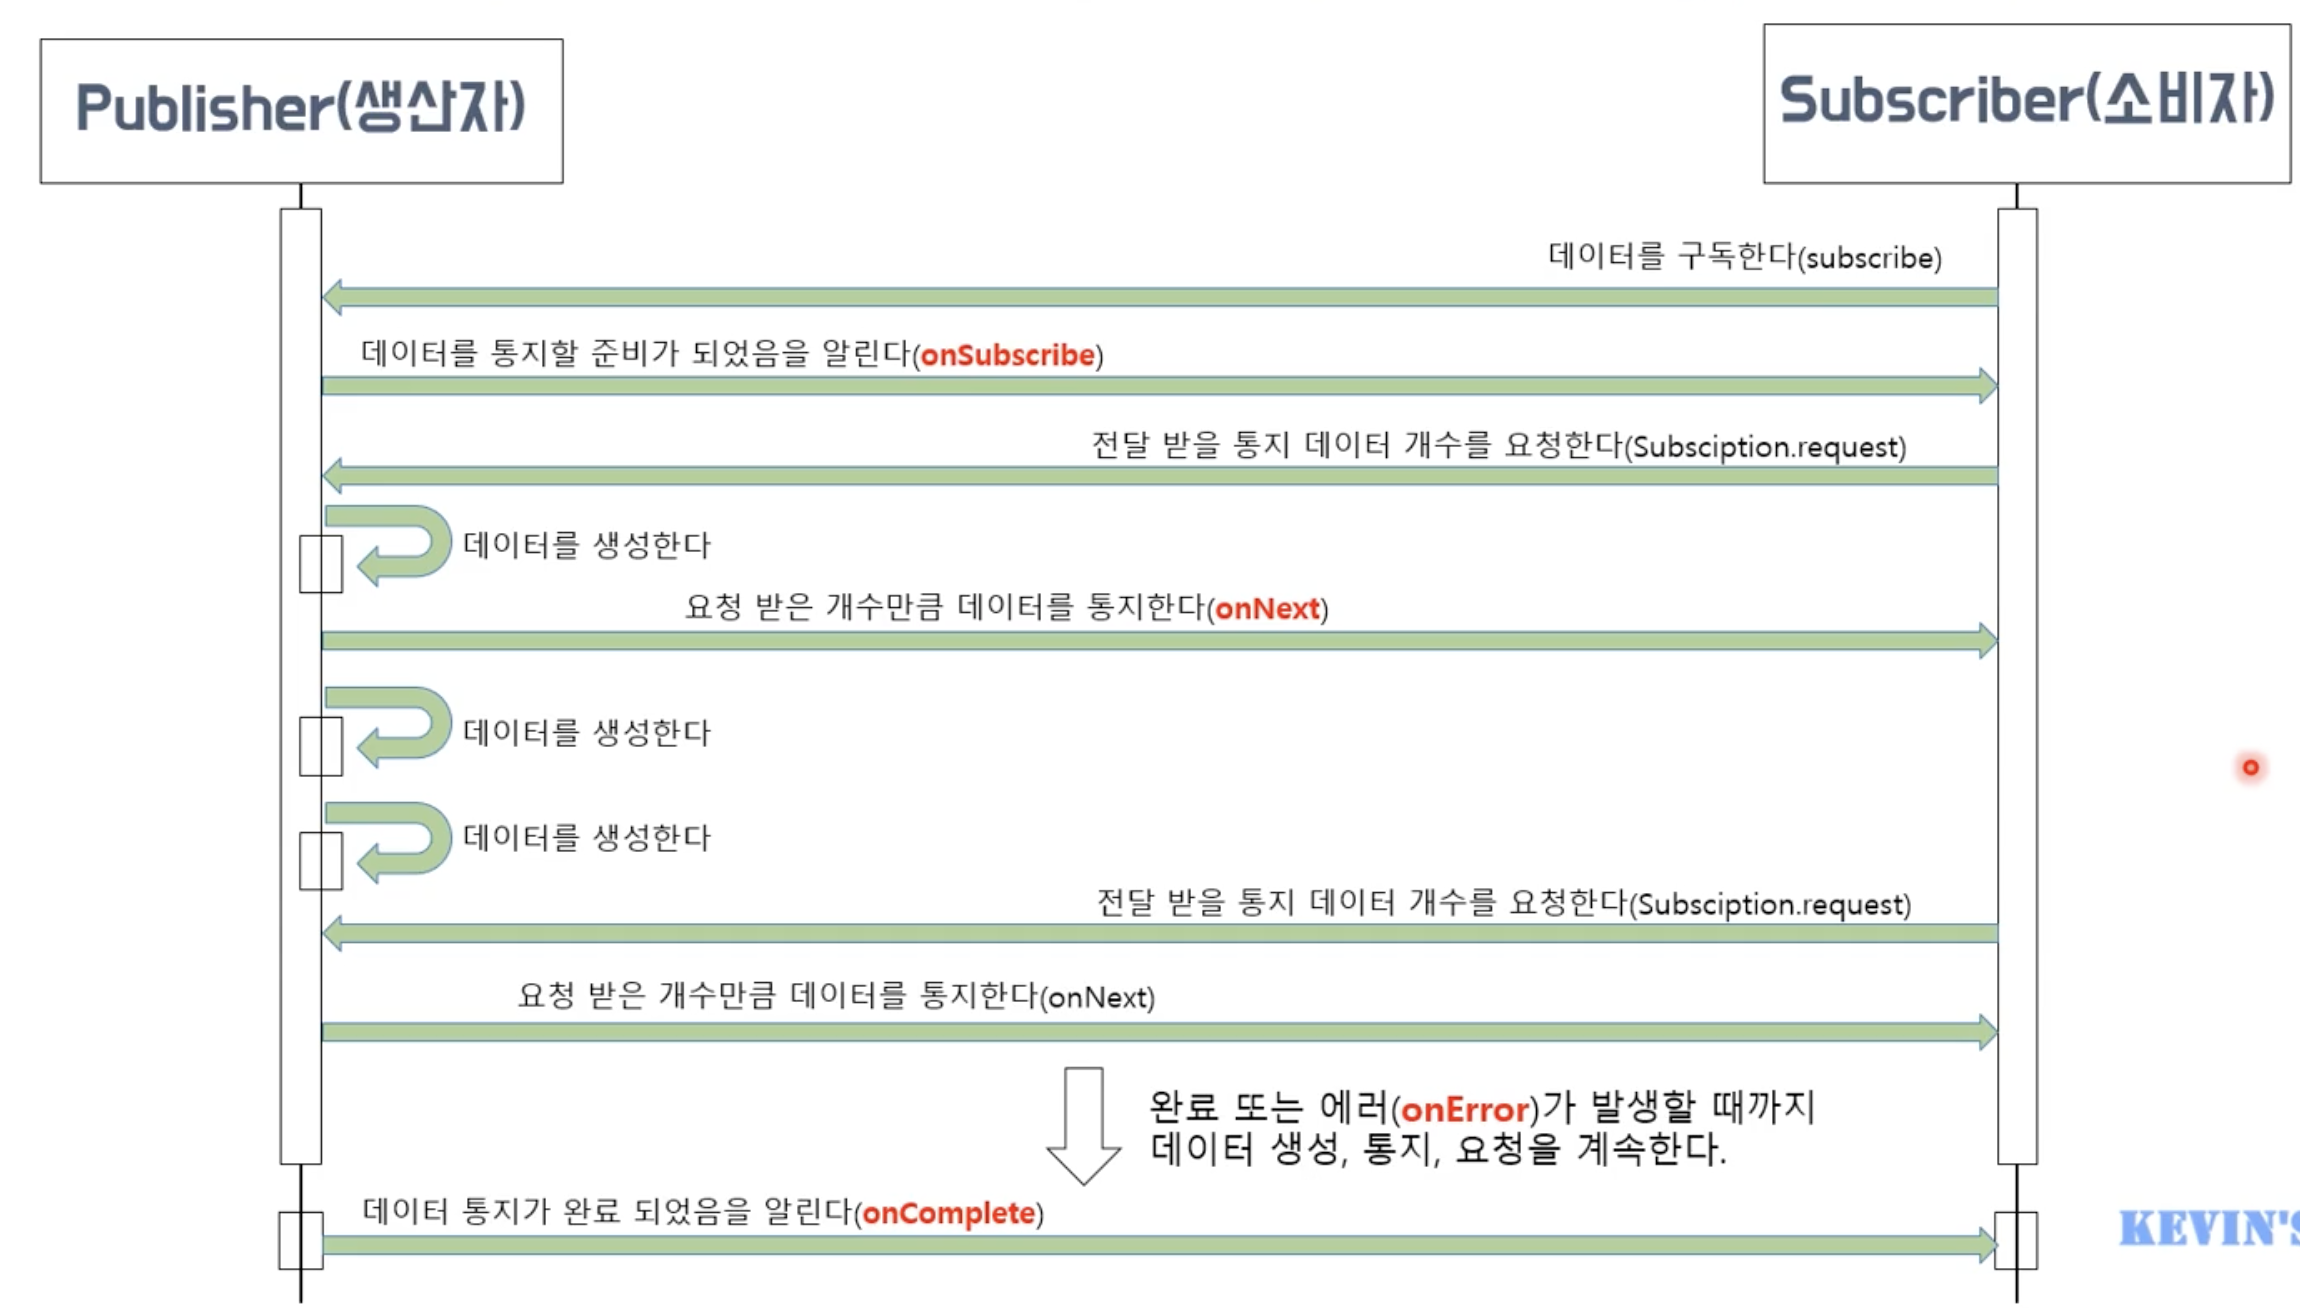 Publisher(생산자)
Subscriber(소비자)
데이터를 구독한다(subscribe)
데이터를 통지할 준비가 되었음을 알린다(onSubscribe)
전달 받을 통지 데이터 개수를 요청한다(Subsciption.request)
데이터를 생성한다
요청 받은 개수만큼 데이터를 통지한다(onNext)
데이터를 생성한다
데이터를 생성한다
전달 받을 통지 데이터 개수를 요청한다(Subsciption.request)
요청 받은 개수만큼 데이터를 통지한다(onNext)
완료 또는 에러(onError)가 발생할 때까지
데이터 생성, 통지, 요청을 계속한다.
데이터 통지가 완료 되었음을 알린다(onComplete)
KEVIN'S